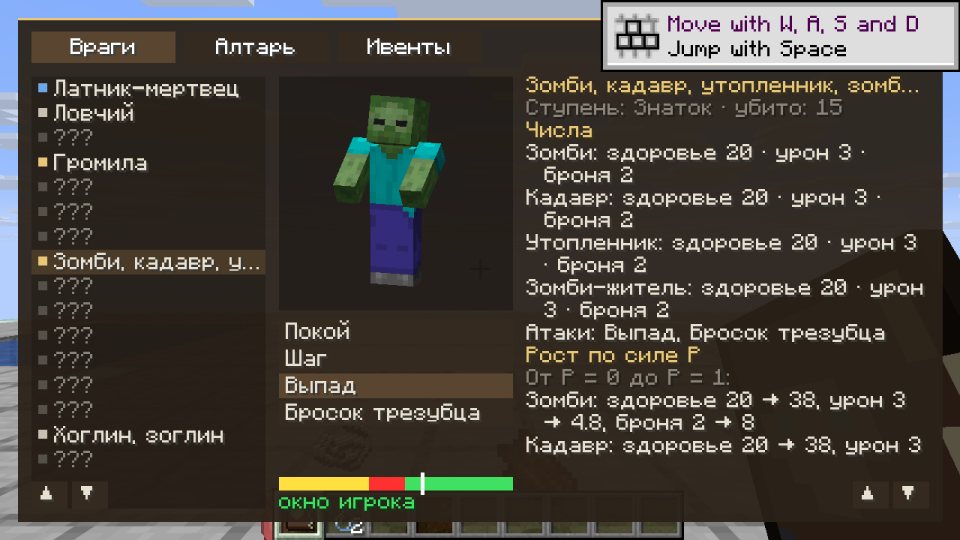 Враги
Алтарь
Ивенты
Move with W, A, S and D
Jump with Space
Латник-мертвец
Ловчий
???
Громила
???
???
???
Зомби, кадавр, у...
???
???
???
???
???
???
Хоглин, зоглин
???
Покой
Шаг
Выпад
Бросок трезубца
окно игрока
Зомби, кадавр, утопленник, зомб...
Ступень: Знаток · убито: 15
Числа
Зомби: здоровье 20 · урон 3 ·
броня 2
Кадавр: здоровье 20 · урон 3 ·
броня 2
Утопленник: здоровье 20 · урон 3
· броня 2
Зомби-житель: здоровье 20 · урон
3 · броня 2
Атаки: Выпад, Бросок трезубца
Рост по силе P
От P = 0 до P = 1:
Зомби: здоровье 20 → 38, урон 3
→ 4.8, броня 2 → 8
Кадавр: здоровье 20 → 38, урон 3
2